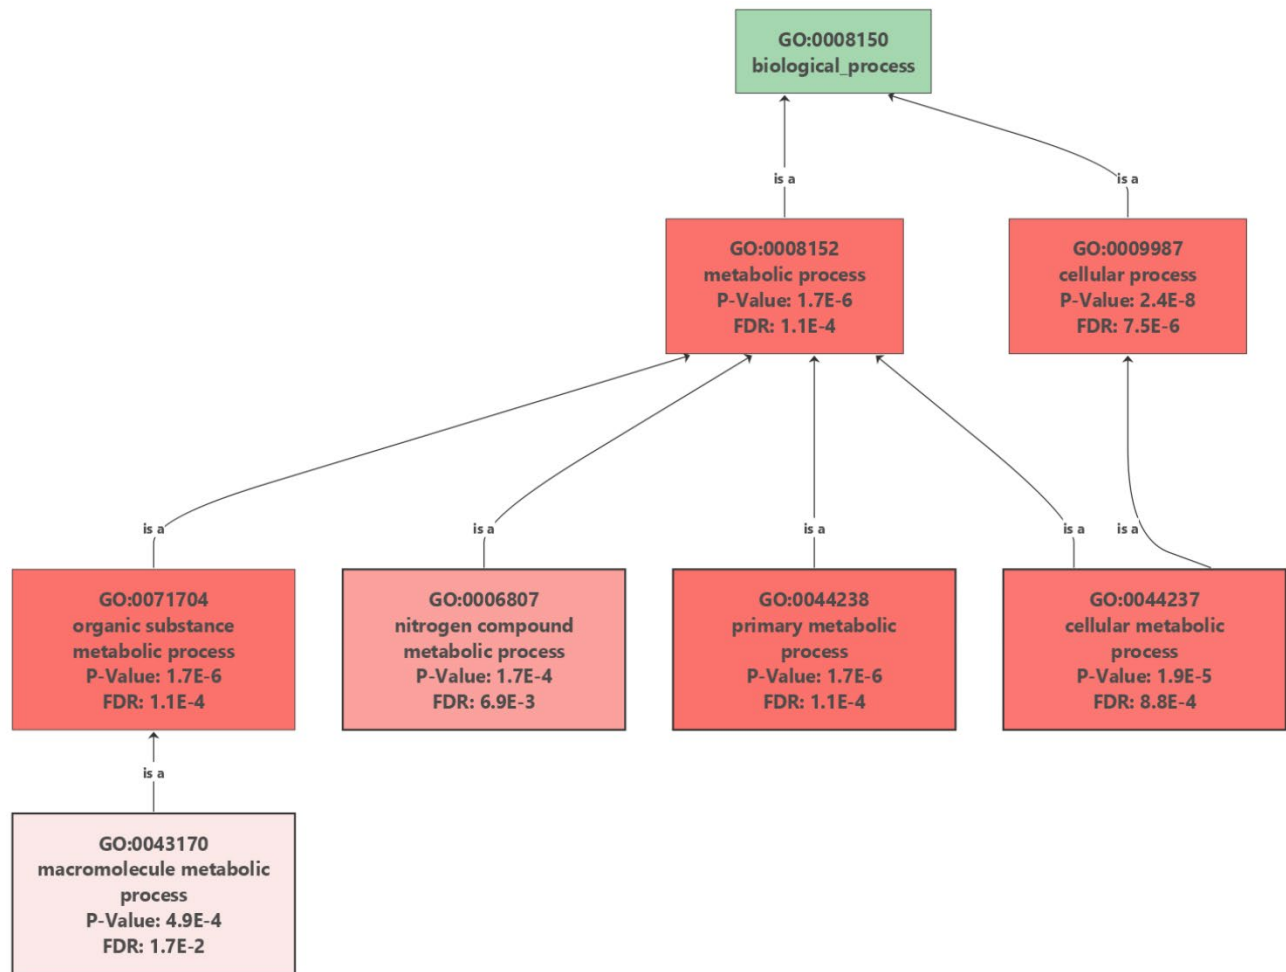 GO:0008150
biological_process
is a
is a
GO:0008152
metabolic process
P-Value: 1.7E-6
FDR: 1.1E-4
GO:0009987
cellular process
P-Value: 2.4E-8
FDR: 7.5E-6
is a
is a
is a
is a
is a
GO:0071704
organic substance
metabolic process
P-Value: 1.7E-6
FDR: 1.1E-4
GO:0006807
nitrogen compound
metabolic process
P-Value: 1.7E-4
FDR: 6.9E-3
GO:0044238
primary metabolic
process
P-Value: 1.7E-6
FDR: 1.1E-4
GO:0044237
cellular metabolic
process
P-Value: 1.9E-5
FDR: 8.8E-4
is a
GO:0043170
macromolecule metabolic
process
P-Value: 4.9E-4
FDR: 1.7E-2